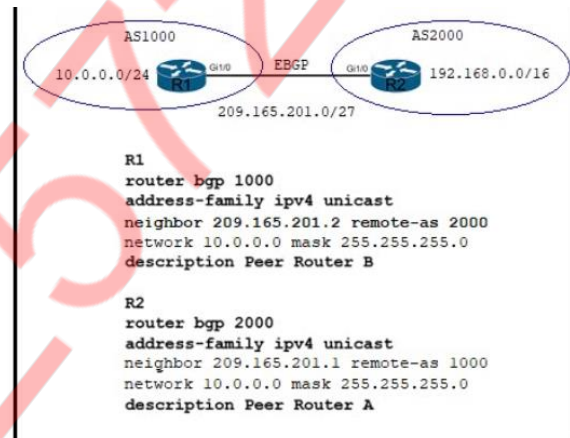 AS1000
AS2000
10.0.0.0/24
R1
Gi1/0
EBGP
Gi1/0
R2
192.168.0.0/16
209.165.201.0/27
R1
router bgp 1000
address-family ipv4 unicast
neighbor 209.165.201.2 remote-as 2000
network 10.0.0.0 mask 255.255.255.0
description Peer Router B
R2
router bgp 2000
address-family ipv4 unicast
neighbor 209.165.201.1 remote-as 1000
network 10.0.0.0 mask 255.255.255.0
description Peer Router A